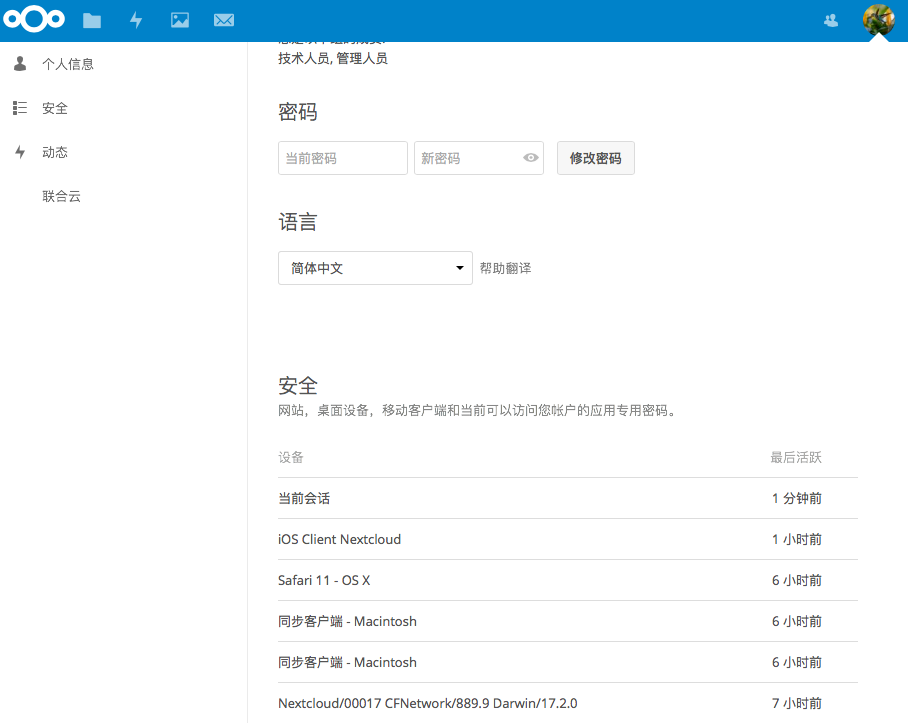 个人信息
安全
动态
联合云
技术人员, 管理人员
密码
当前密码 新密码 修改密码
语言
简体中文 帮助翻译
安全
网站，桌面设备，移动客户端和当前可以访问您帐户的应用专用密码。
设备 最后活跃
当前会话 1 分钟前
iOS Client Nextcloud 1 小时前
Safari 11 - OS X 6 小时前
同步客户端 - Macintosh 6 小时前
同步客户端 - Macintosh 6 小时前
Nextcloud/00017 CFNetwork/889.9 Darwin/17.2.0 7 小时前